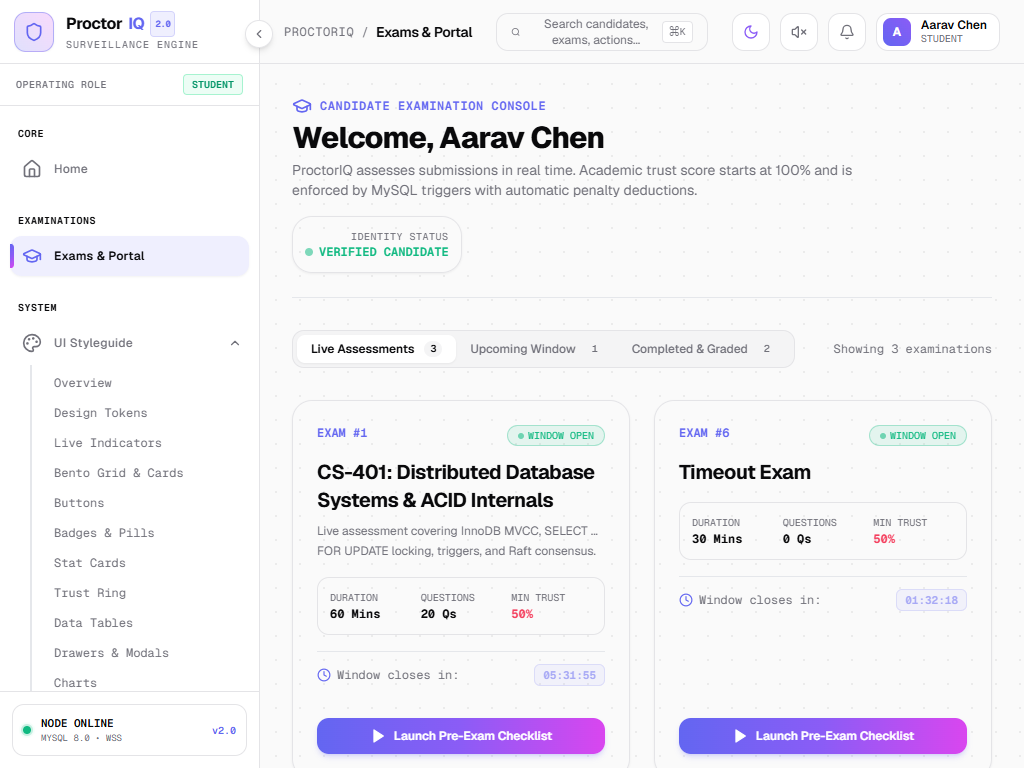 Proctor IQ 2.0
SURVEILLANCE ENGINE
OPERATING ROLE
STUDENT
CORE
Home
EXAMINATIONS
Exams & Portal
SYSTEM
UI Styleguide
Overview
Design Tokens
Live Indicators
Bento Grid & Cards
Buttons
Badges & Pills
Stat Cards
Trust Ring
Data Tables
Drawers & Modals
Charts
NODE ONLINE
MYSQL 8.0 • WSS
v2.0
PROCTORIQ / Exams & Portal
Search candidates,
exams, actions…
⌘K
A
Aarav Chen
STUDENT
CANDIDATE EXAMINATION CONSOLE
Welcome, Aarav Chen
ProctorIQ assesses submissions in real time. Academic trust score starts at 100% and is
enforced by MySQL triggers with automatic penalty deductions.
IDENTITY STATUS
VERIFIED CANDIDATE
Live Assessments 3
Upcoming Window 1
Completed & Graded 2
Showing 3 examinations
EXAM #1
WINDOW OPEN
CS-401: Distributed Database
Systems & ACID Internals
Live assessment covering InnoDB MVCC, SELECT ...
FOR UPDATE locking, triggers, and Raft consensus.
DURATION QUESTIONS MIN TRUST
60 Mins 20 Qs 50%
Window closes in: 05:31:55
Launch Pre-Exam Checklist
EXAM #6
WINDOW OPEN
Timeout Exam
DURATION QUESTIONS MIN TRUST
30 Mins 0 Qs 50%
Window closes in: 01:32:18
Launch Pre-Exam Checklist